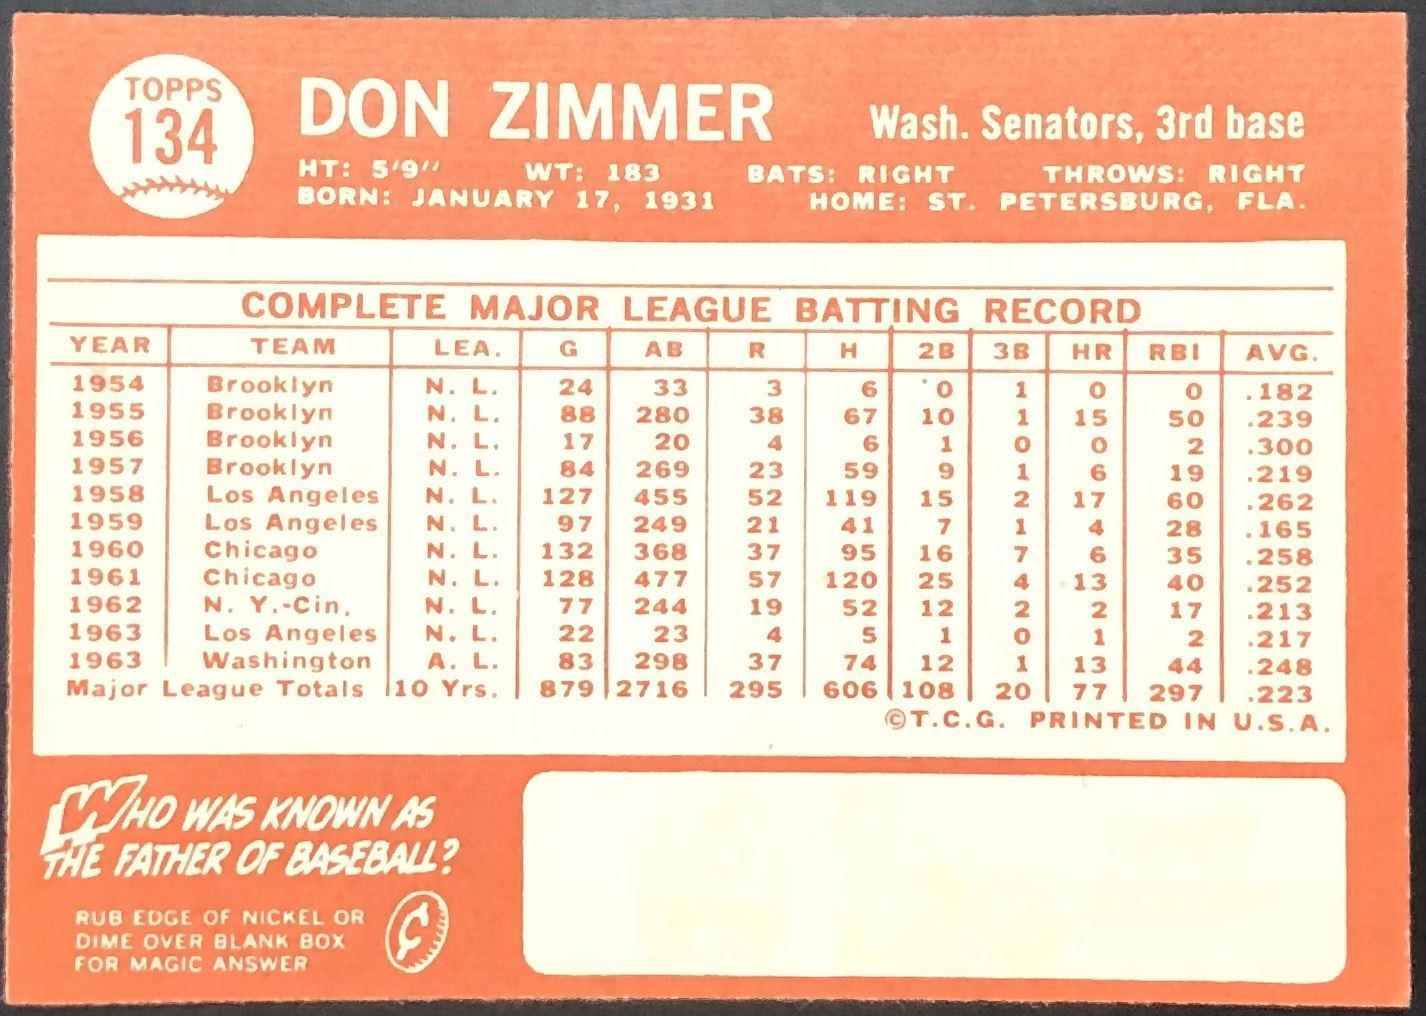 TOPPS
134
DON ZIMMER Wash. Senators, 3rd base
HT: 5'9" WT: 183 BATS: RIGHT THROWS: RIGHT
BORN: JANUARY 17, 1931 HOME: ST. PETERSBURG, FLA.
COMPLETE MAJOR LEAGUE BATTING RECORD
YEAR TEAM LEA. G AB R H 2B 3B HR RBI AVG.
1954 Brooklyn N. L. 24 33 3 6 0 1 0 0 .182
1955 Brooklyn N. L. 88 280 38 67 10 1 15 50 .239
1956 Brooklyn N. L. 17 20 4 6 1 0 0 2 .300
1957 Brooklyn N. L. 84 269 23 59 9 1 6 19 .219
1958 Los Angeles N. L. 127 455 52 119 15 2 17 60 .262
1959 Los Angeles N. L. 97 249 21 41 7 1 4 28 .165
1960 Chicago N. L. 132 368 37 95 16 7 6 35 .258
1961 Chicago N. L. 128 477 57 120 25 4 13 40 .252
1962 N. Y.-Cin. N. L. 77 244 19 52 12 2 2 17 .213
1963 Los Angeles N. L. 22 23 4 5 1 0 1 2 .217
1963 Washington A. L. 83 298 37 74 12 1 13 44 .248
Major League Totals 10 Yrs. 879 2716 295 606 108 20 77 297 .223
©T.C.G. PRINTED IN U.S.A.
WHO WAS KNOWN AS
THE FATHER OF BASEBALL?
RUB EDGE OF NICKEL OR
DIME OVER BLANK BOX
FOR MAGIC ANSWER
¢